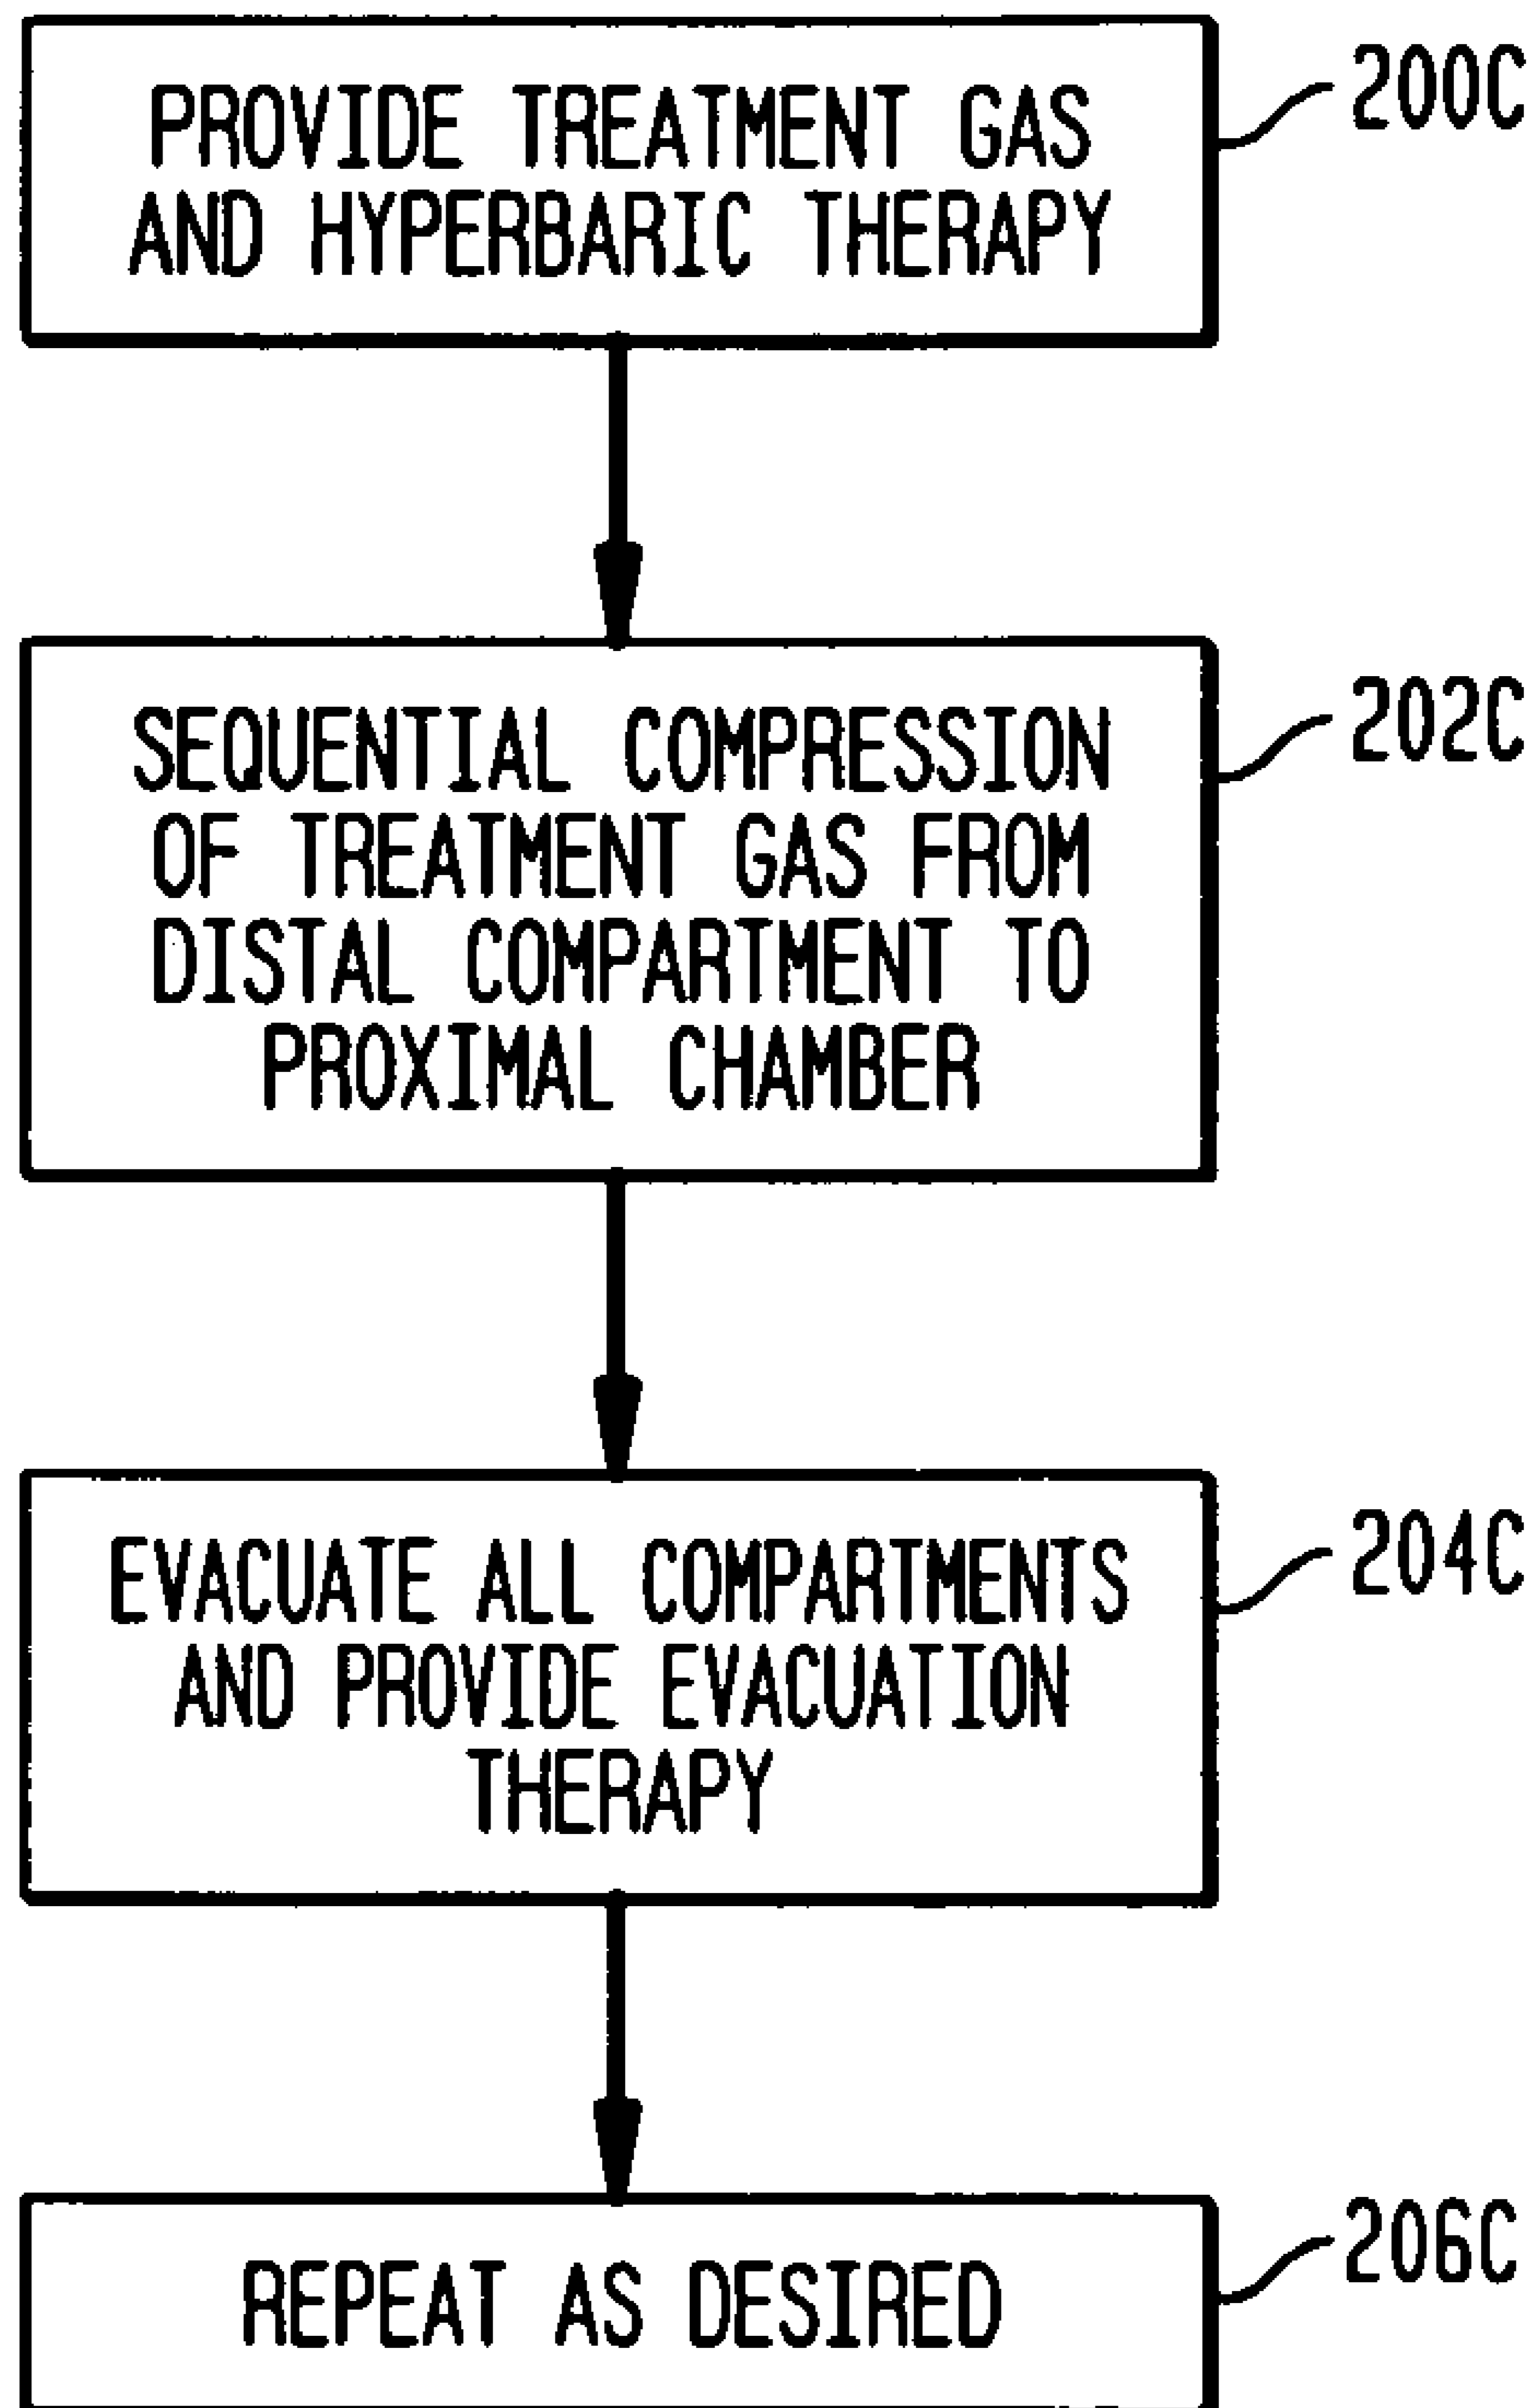 PROVIDE TREATMENT GAS
AND HYPERBARIC THERAPY
200C
SEQUENTIAL COMPRESSION
OF TREATMENT GAS FROM
DISTAL COMPARTMENT TO
PROXIMAL CHAMBER
202C
EVACUATE ALL COMPARTMENTS
AND PROVIDE EVACUATION
THERAPY
204C
REPEAT AS DESIRED
206C